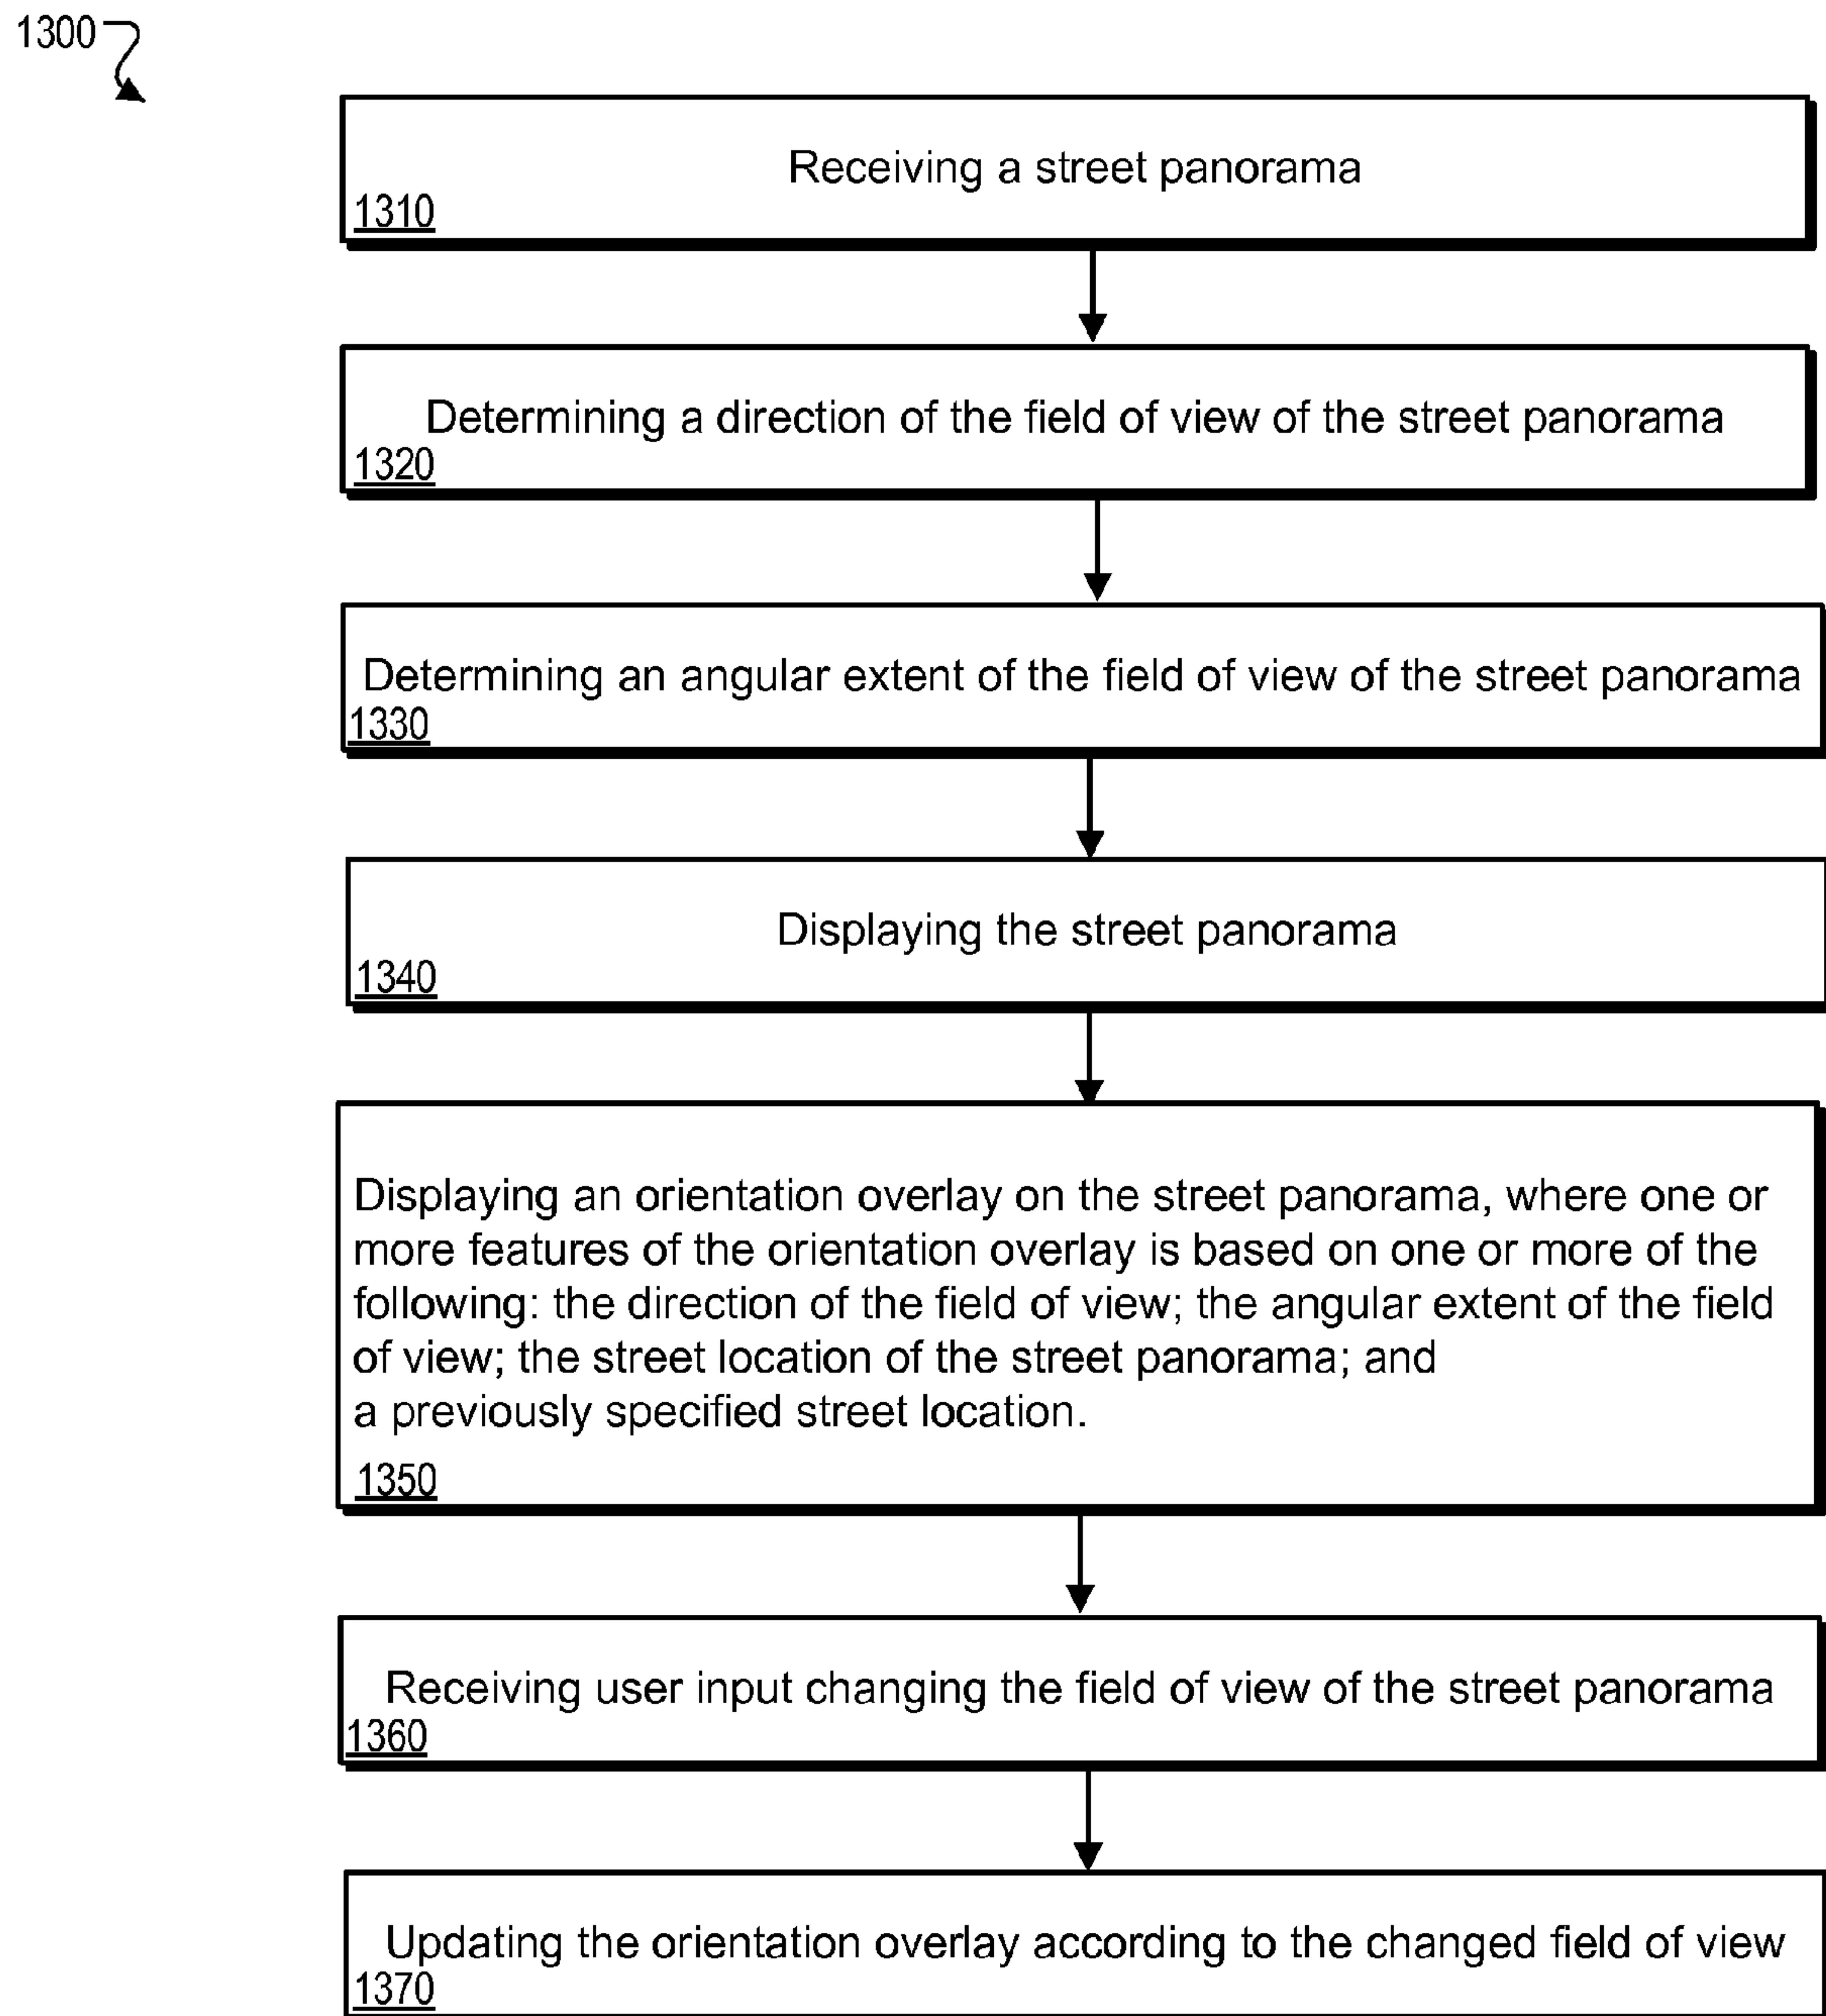 1300
Receiving a street panorama
1310
Determining a direction of the field of view of the street panorama
1320
Determining an angular extent of the field of view of the street panorama
1330
Displaying the street panorama
1340
Displaying an orientation overlay on the street panorama, where one or
more features of the orientation overlay is based on one or more of the
following: the direction of the field of view; the angular extent of the field
of view; the street location of the street panorama; and
a previously specified street location.
1350
Receiving user input changing the field of view of the street panorama
1360
Updating the orientation overlay according to the changed field of view
1370